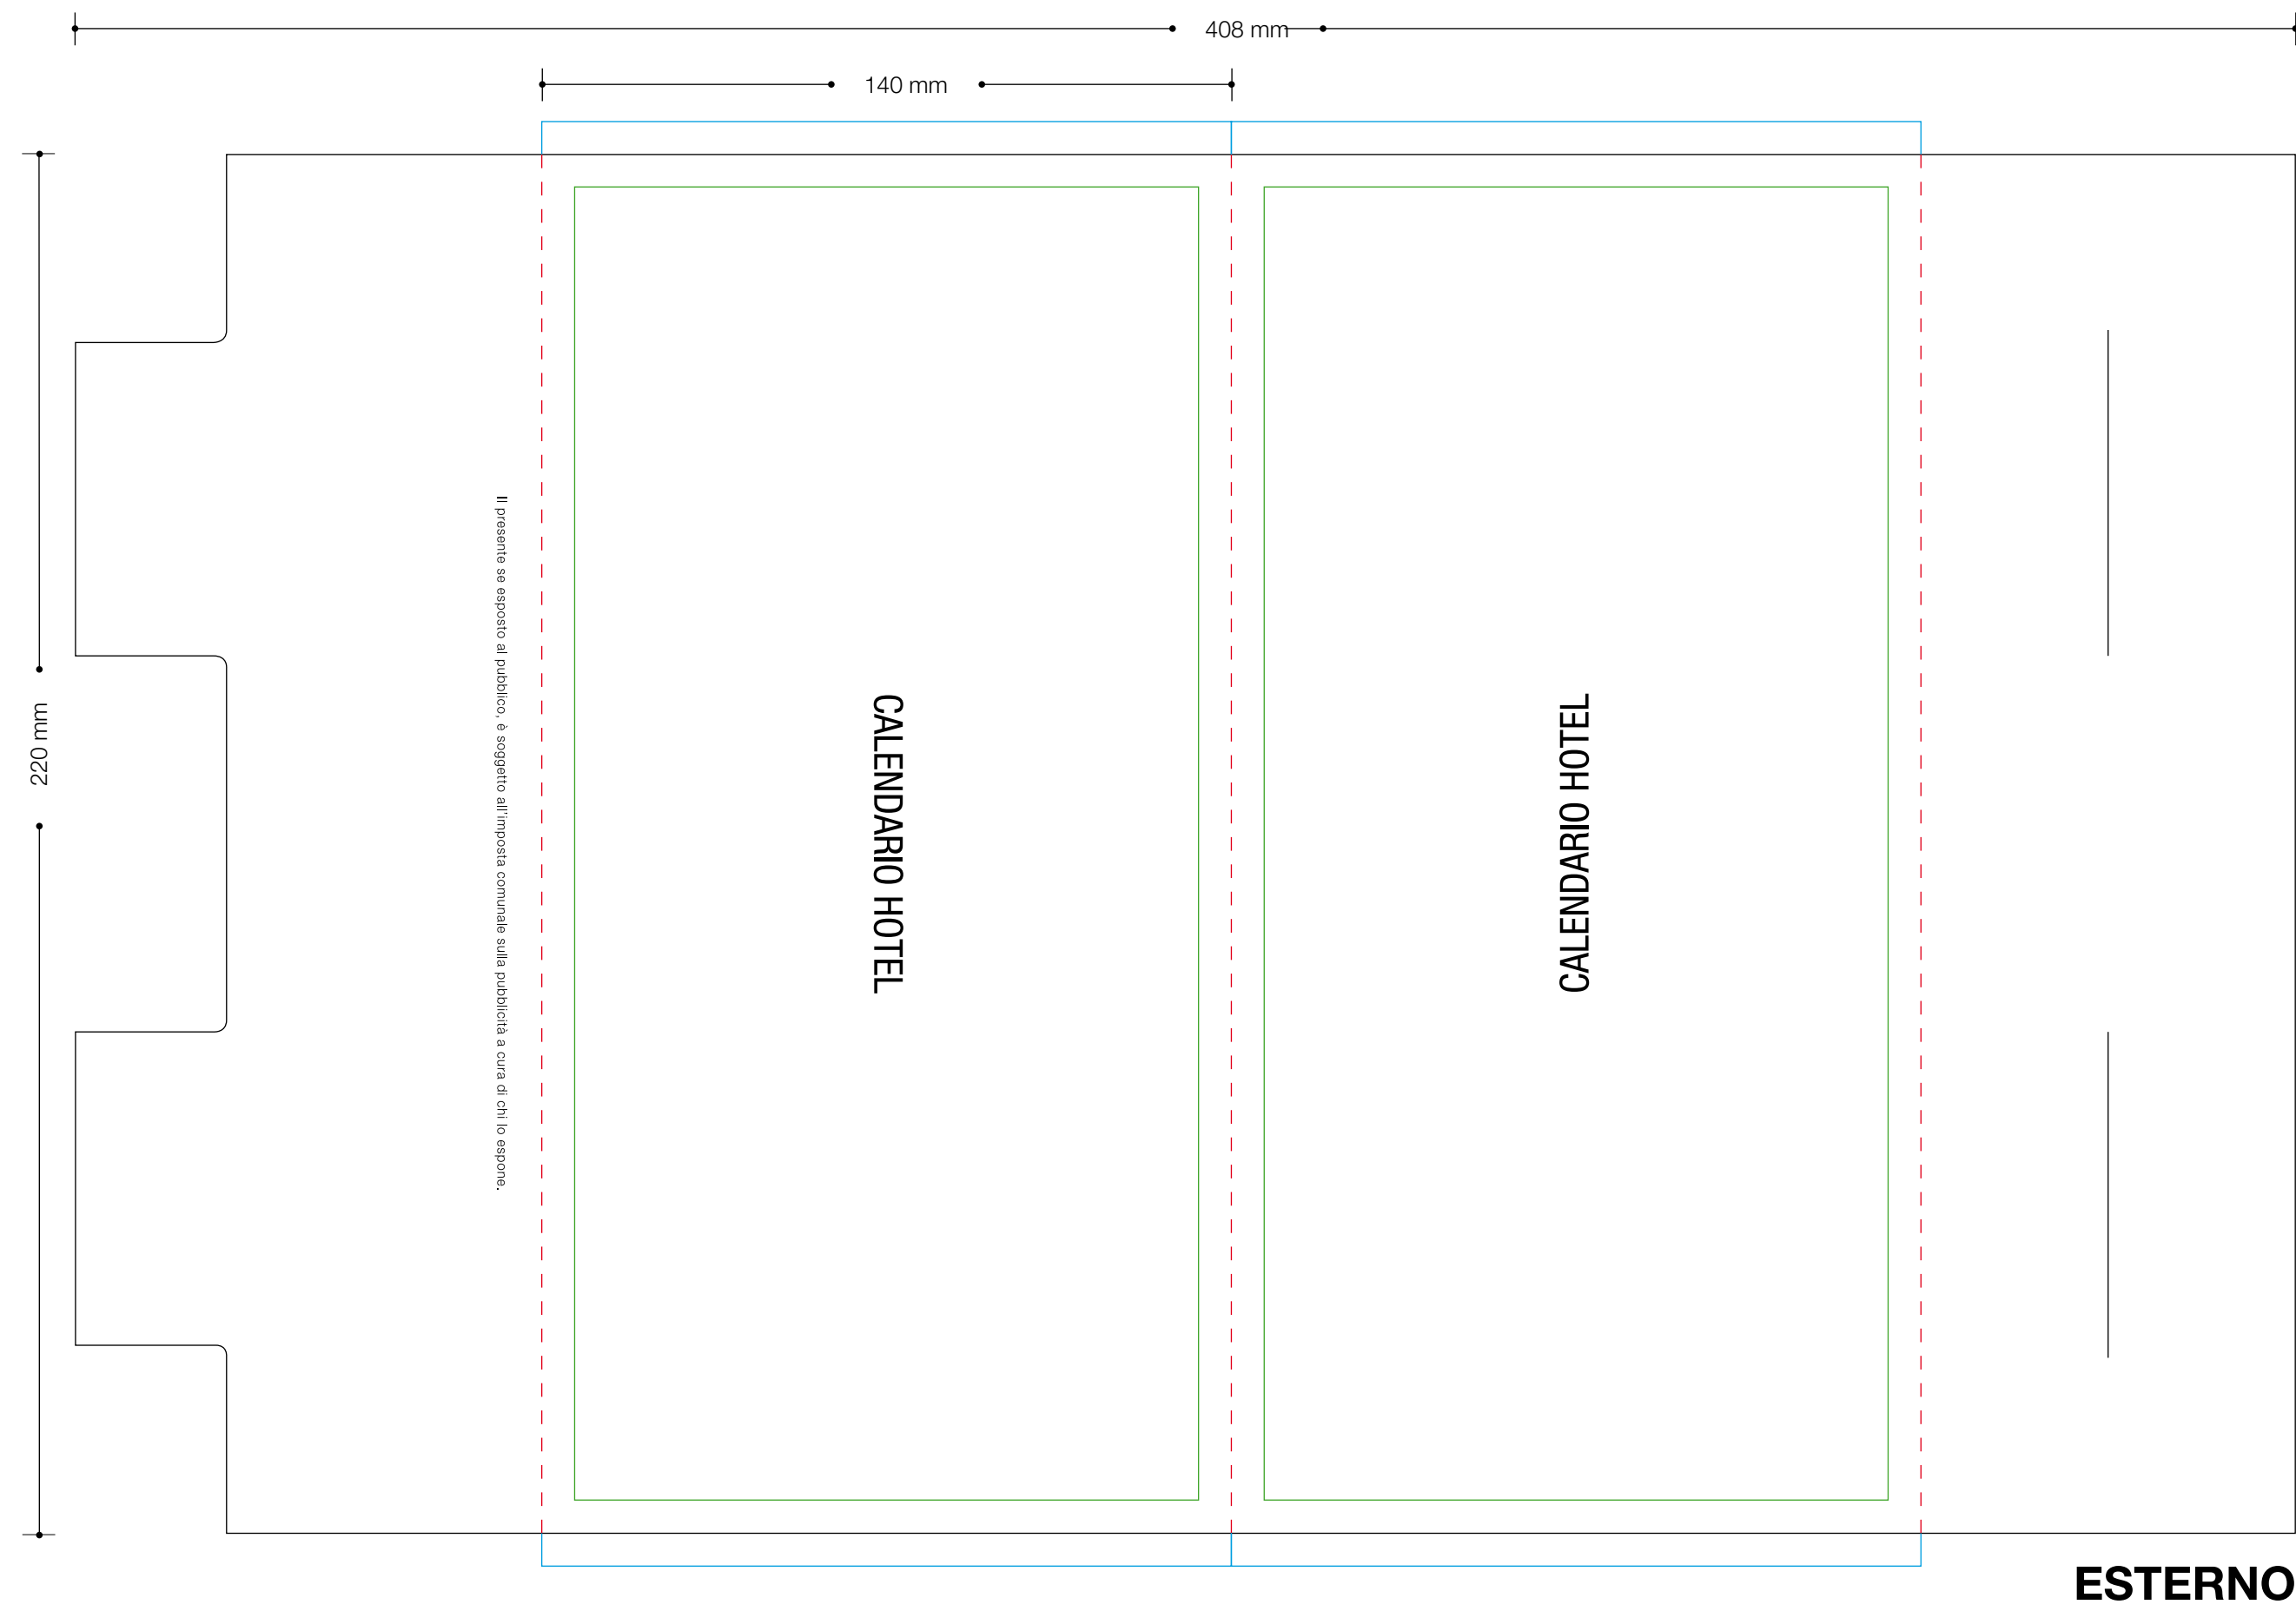 408 mm
140 mm
220 mm
Il presente se esposto al pubblico, è soggetto all'imposta comunale sulla pubblicità a cura di chi lo espone.
CALENDARIO HOTEL
CALENDARIO HOTEL
ESTERNO